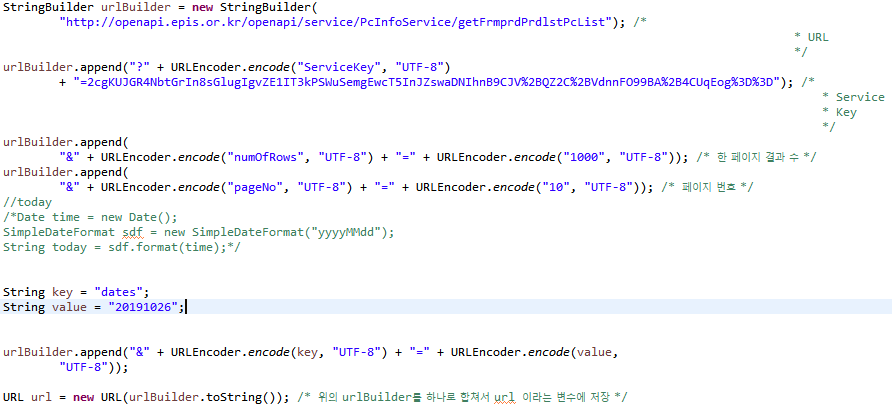 StringBuilder urlBuilder = new StringBuilder(
"http://openapi.epis.or.kr/openapi/service/PcInfoService/getFrmprdPrdlstPcList"); /*
* URL
*/
urlBuilder.append("?" + URLEncoder.encode("ServiceKey", "UTF-8")
+ "=2cgKUJGR4NbtGrIn8sGlugIgvZE1IT3kPSWuSemgEwcT5InJZswaDNIhnB9CJV%2BQZ2C%2BVdnnFO99BA%2B4CUqEog%3D%3D"); /*
* Service
* Key
*/
urlBuilder.append(
"&" + URLEncoder.encode("numOfRows", "UTF-8") + "=" + URLEncoder.encode("1000", "UTF-8")); /* 한 페이지 결과 수 */
urlBuilder.append(
"&" + URLEncoder.encode("pageNo", "UTF-8") + "=" + URLEncoder.encode("10", "UTF-8")); /* 페이지 번호 */
//today
/*Date time = new Date();
SimpleDateFormat sdf = new SimpleDateFormat("yyyyMMdd");
String today = sdf.format(time);*/
String key = "dates";
String value = "20191026";
urlBuilder.append("&" + URLEncoder.encode(key, "UTF-8") + "=" + URLEncoder.encode(value,
"UTF-8"));
URL url = new URL(urlBuilder.toString()); /* 위의 urlBuilder를 하나로 합쳐서 url 이라는 변수에 저장 */